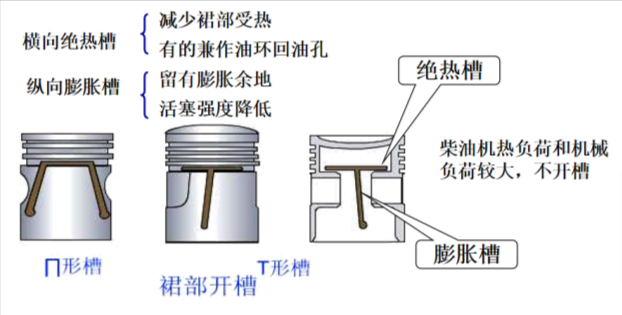 横向绝热槽
减少裙部受热
有的兼作油环回油孔
纵向膨胀槽
留有膨胀余地
活塞强度降低
绝热槽
柴油机热负荷和机械
负荷较大，不开槽
膨胀槽
Π形槽
T形槽
裙部开槽